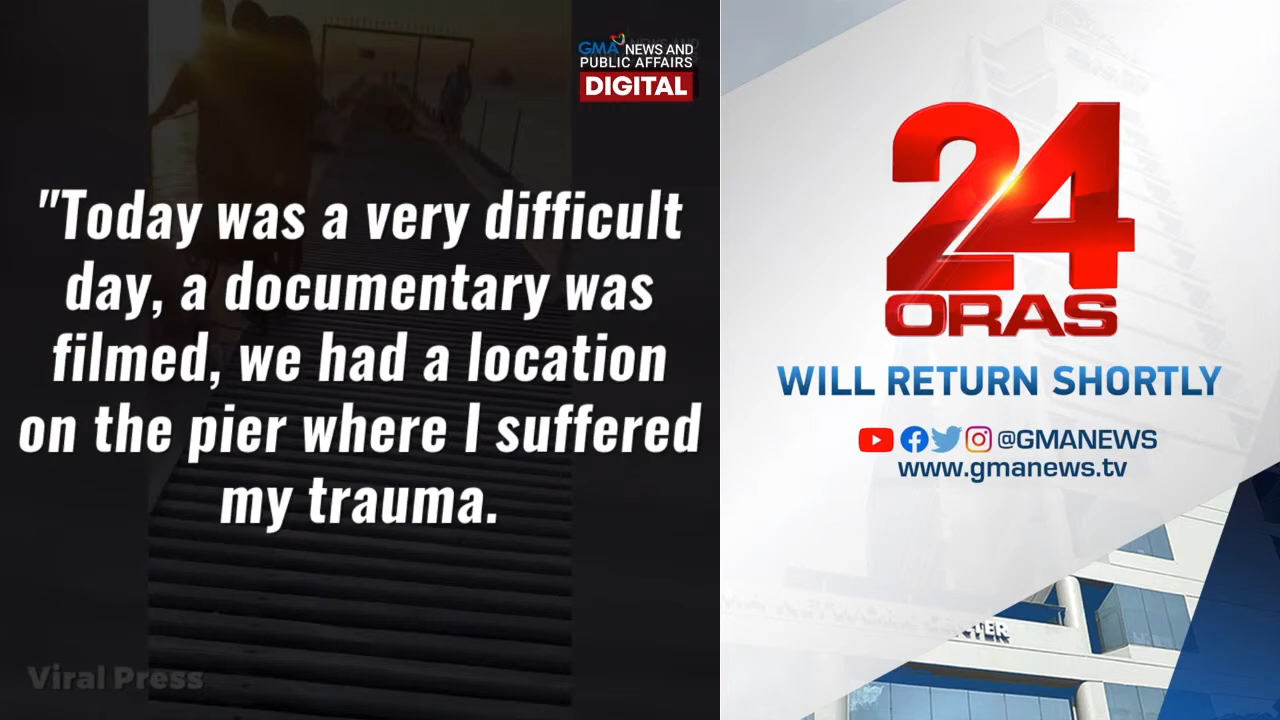 GMA NEWS AND
PUBLIC AFFAIRS
DIGITAL
"Today was a very difficult
day, a documentary was
filmed, we had a location
on the pier where I suffered
my trauma.
Viral Press
24
ORAS
WILL RETURN SHORTLY
@GMANEWS
www.gmanews.tv